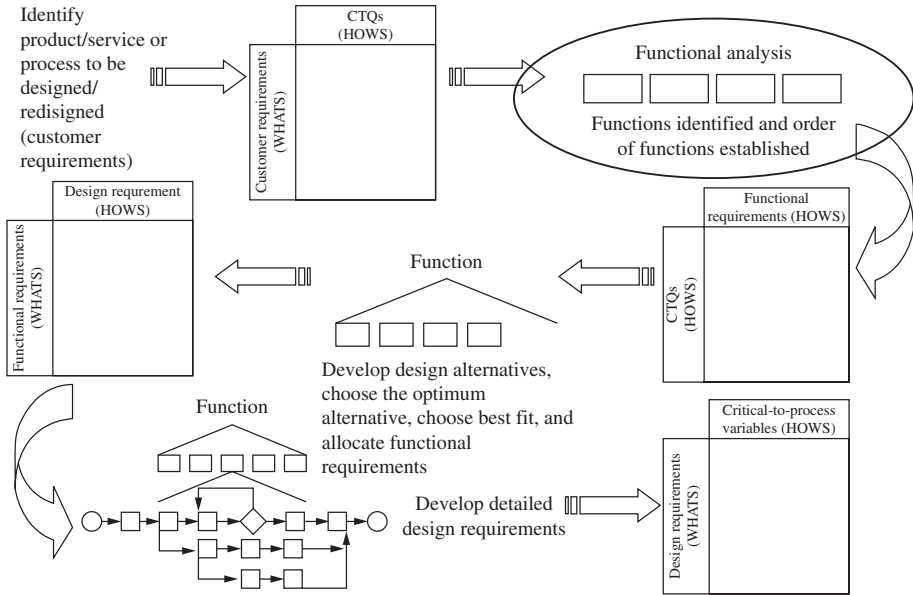 Identify
product/service or
process to be
designed/
redisigned
(customer
requirements)
CTQs
(HOWS)
Customer requirements
(WHATS)
Functional analysis
Functions identified and order
of functions established
Functional
requirements (HOWS)
CTQs
(HOWS)
Function
Develop design alternatives,
choose the optimum
alternative, choose best fit, and
allocate functional
requirements
Design requrement
(HOWS)
Functional requirements
(WHATS)
Function
Develop detailed
design requirements
Critical-to-process
variables (HOWS)
Design requirements
(WHATS)